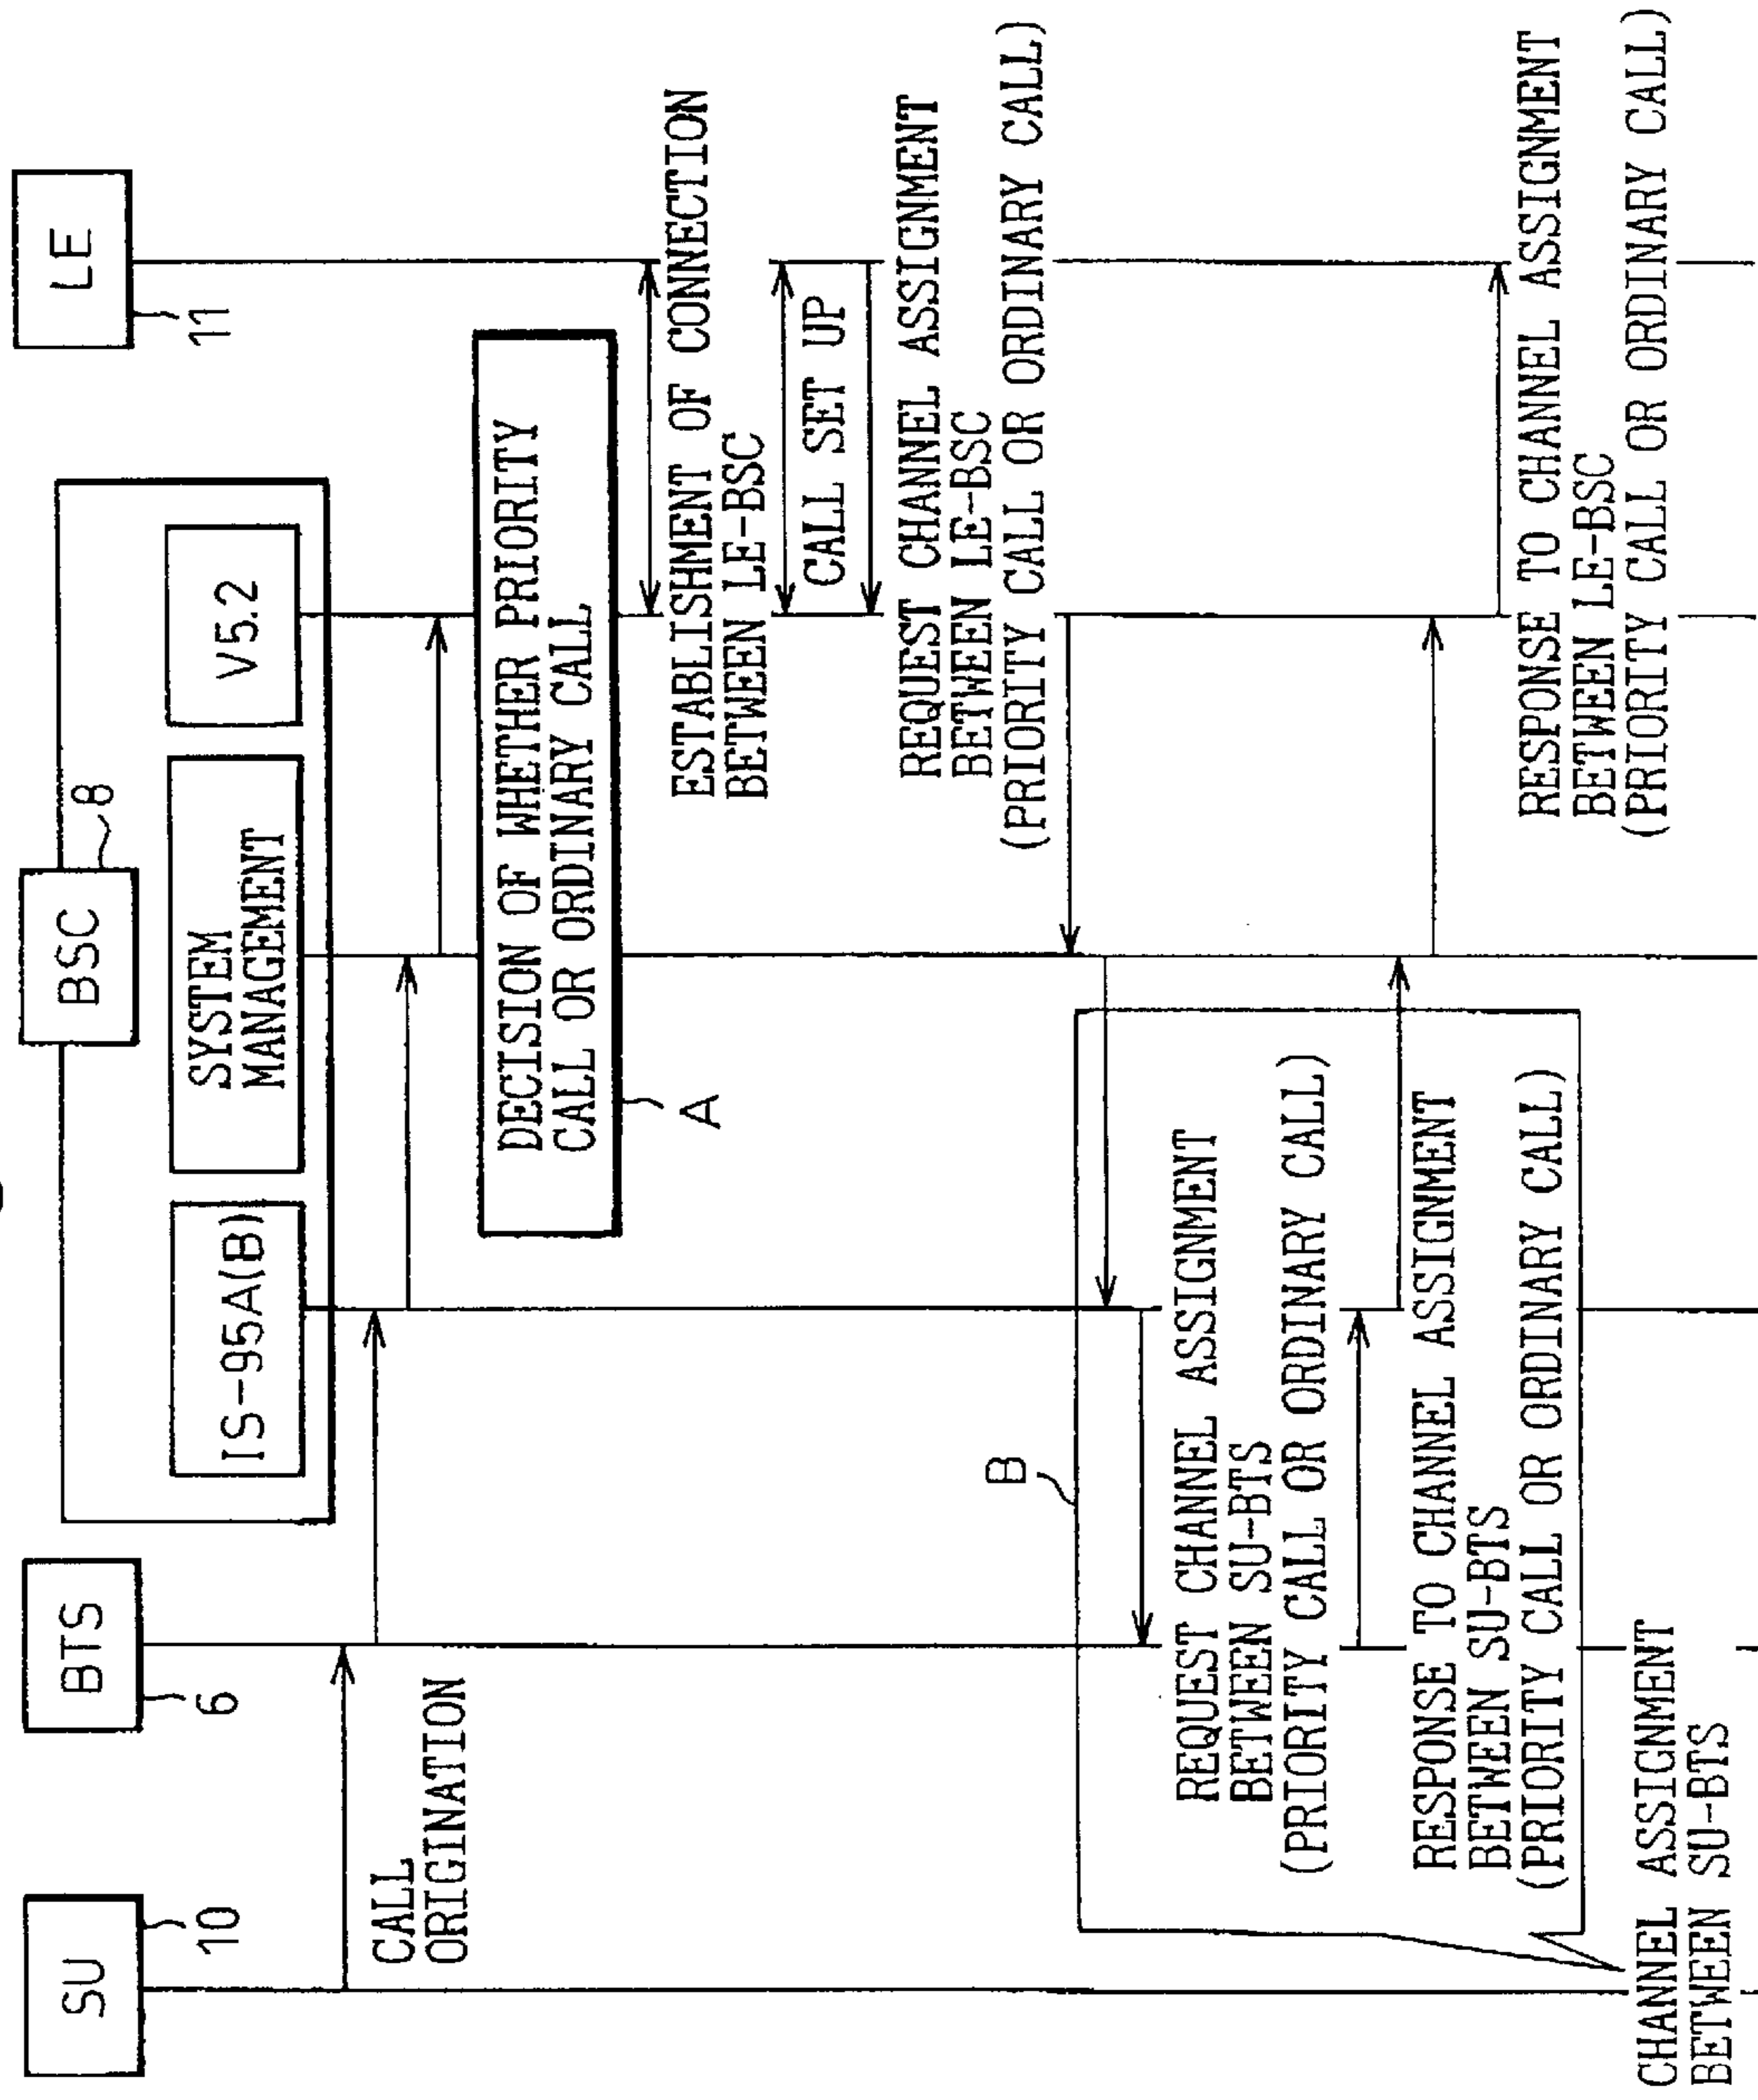 SU
10
BTS
6
BSC
8
IS-95A(B)
SYSTEM
MANAGEMENT
V5.2
LE
11
CALL
ORIGINATION
DECISION OF WHETHER PRIORITY
CALL OR ORDINARY CALL
A
ESTABLISHMENT OF CONNECTION
BETWEEN LE-BSC
CALL SET UP
REQUEST CHANNEL ASSIGNMENT
BETWEEN LE-BSC
(PRIORITY CALL OR ORDINARY CALL)
B
REQUEST CHANNEL ASSIGNMENT
BETWEEN SU-BTS
(PRIORITY CALL OR ORDINARY CALL)
RESPONSE TO CHANNEL ASSIGNMENT
BETWEEN SU-BTS
(PRIORITY CALL OR ORDINARY CALL)
RESPONSE TO CHANNEL ASSIGNMENT
BETWEEN LE-BSC
(PRIORITY CALL OR ORDINARY CALL)
CHANNEL ASSIGNMENT
BETWEEN SU-BTS